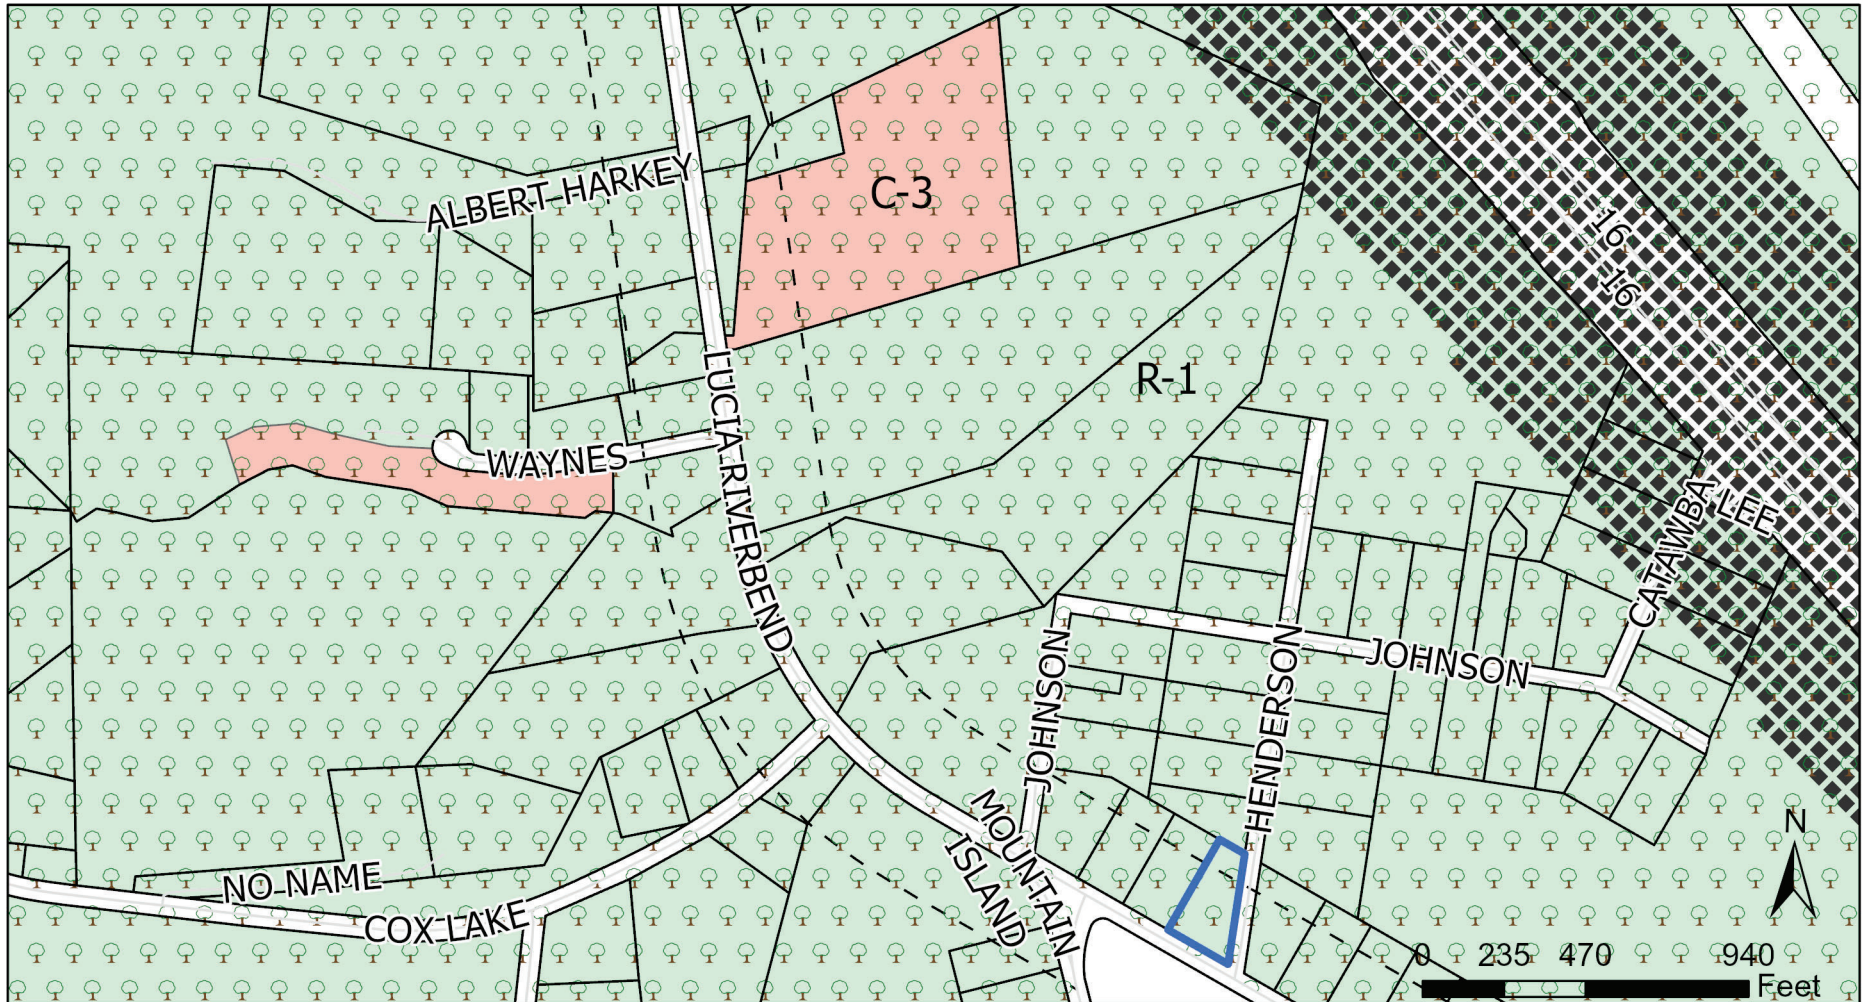 ALBERT HARKEY
C-3
16
16
LUCIA RIVERBEND
R-1
WAYNES
CATAWBA
LEE
JOHNSON
JOHNSON
HENDERSON
MOUNTAIN
ISLAND
NO NAME
COX LAKE
N
0 235 470 940
Feet